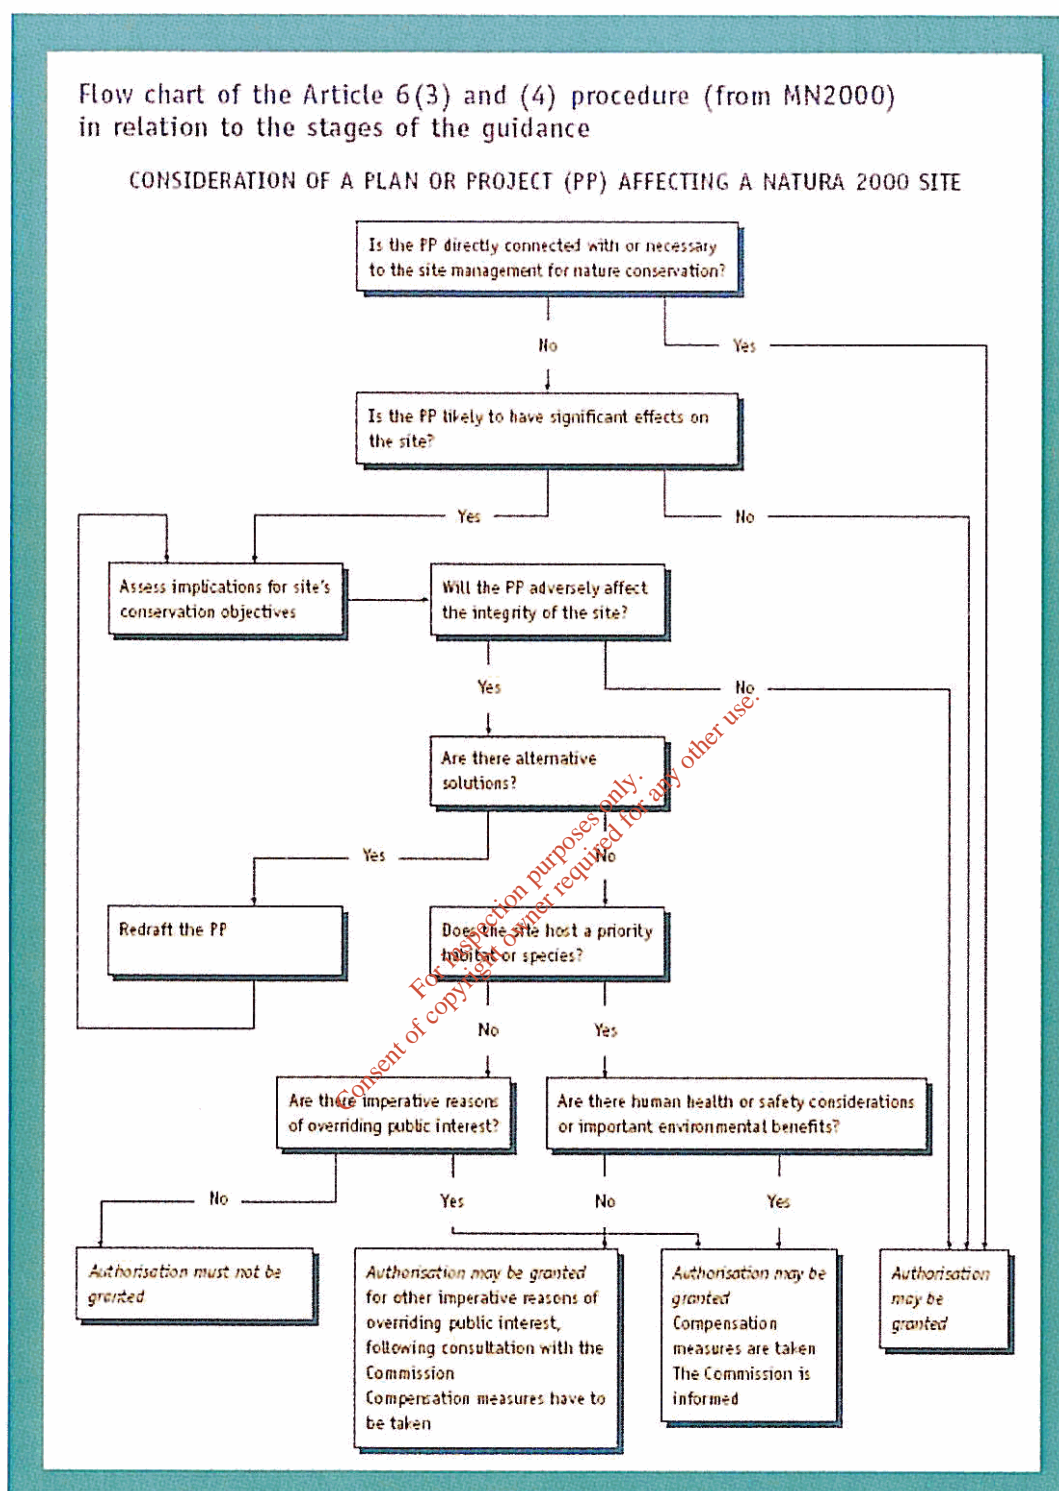 Flow chart of the Article 6(3) and (4) procedure (from MN2000)
in relation to the stages of the guidance
CONSIDERATION OF A PLAN OR PROJECT (PP) AFFECTING A NATURA 2000 SITE
Is the PP directly connected with or necessary
to the site management for nature conservation?
No
Yes
Is the PP likely to have significant effects on
the site?
Yes
No
Assess implications for site's
conservation objectives
Will the PP adversely affect
the integrity of the site?
Yes
No
Are there alternative
solutions?
Yes
No
Redraft the PP
Does the site host a priority
habitat or species?
No
Yes
Are there imperative reasons
of overriding public interest?
Are there human health or safety considerations
or important environmental benefits?
No
Yes
No
Yes
Authorisation must not be
granted
Authorisation may be granted
for other imperative reasons of
overriding public interest,
following consultation with the
Commission
Compensation measures have to
be taken
Authorisation may be
granted
Compensation
measures are taken
The Commission is
informed
Authorisation
may be
granted
For inspection purposes only.
Consent of copyright owner required for any other use.